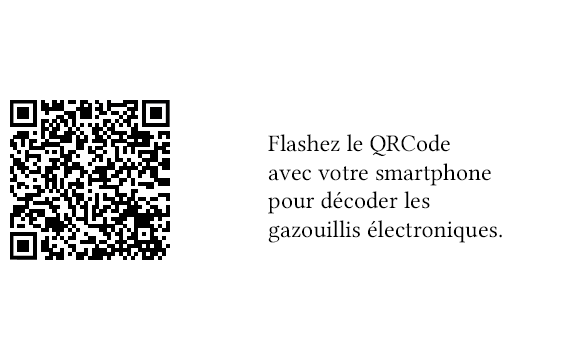 Flashez le QRCode
avec votre smartphone
pour décoder les
gazouillis électroniques.